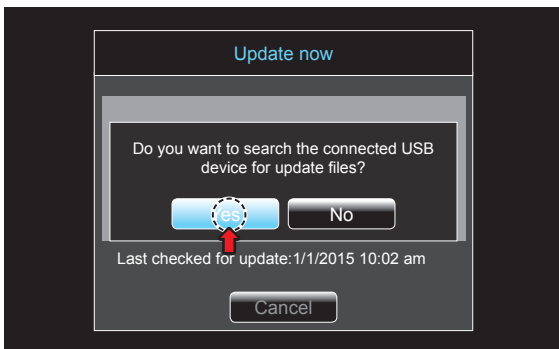 Update now
Do you want to search the connected USB
device for update files?
Yes
No
Last checked for update:1/1/2015 10:02 am
Cancel